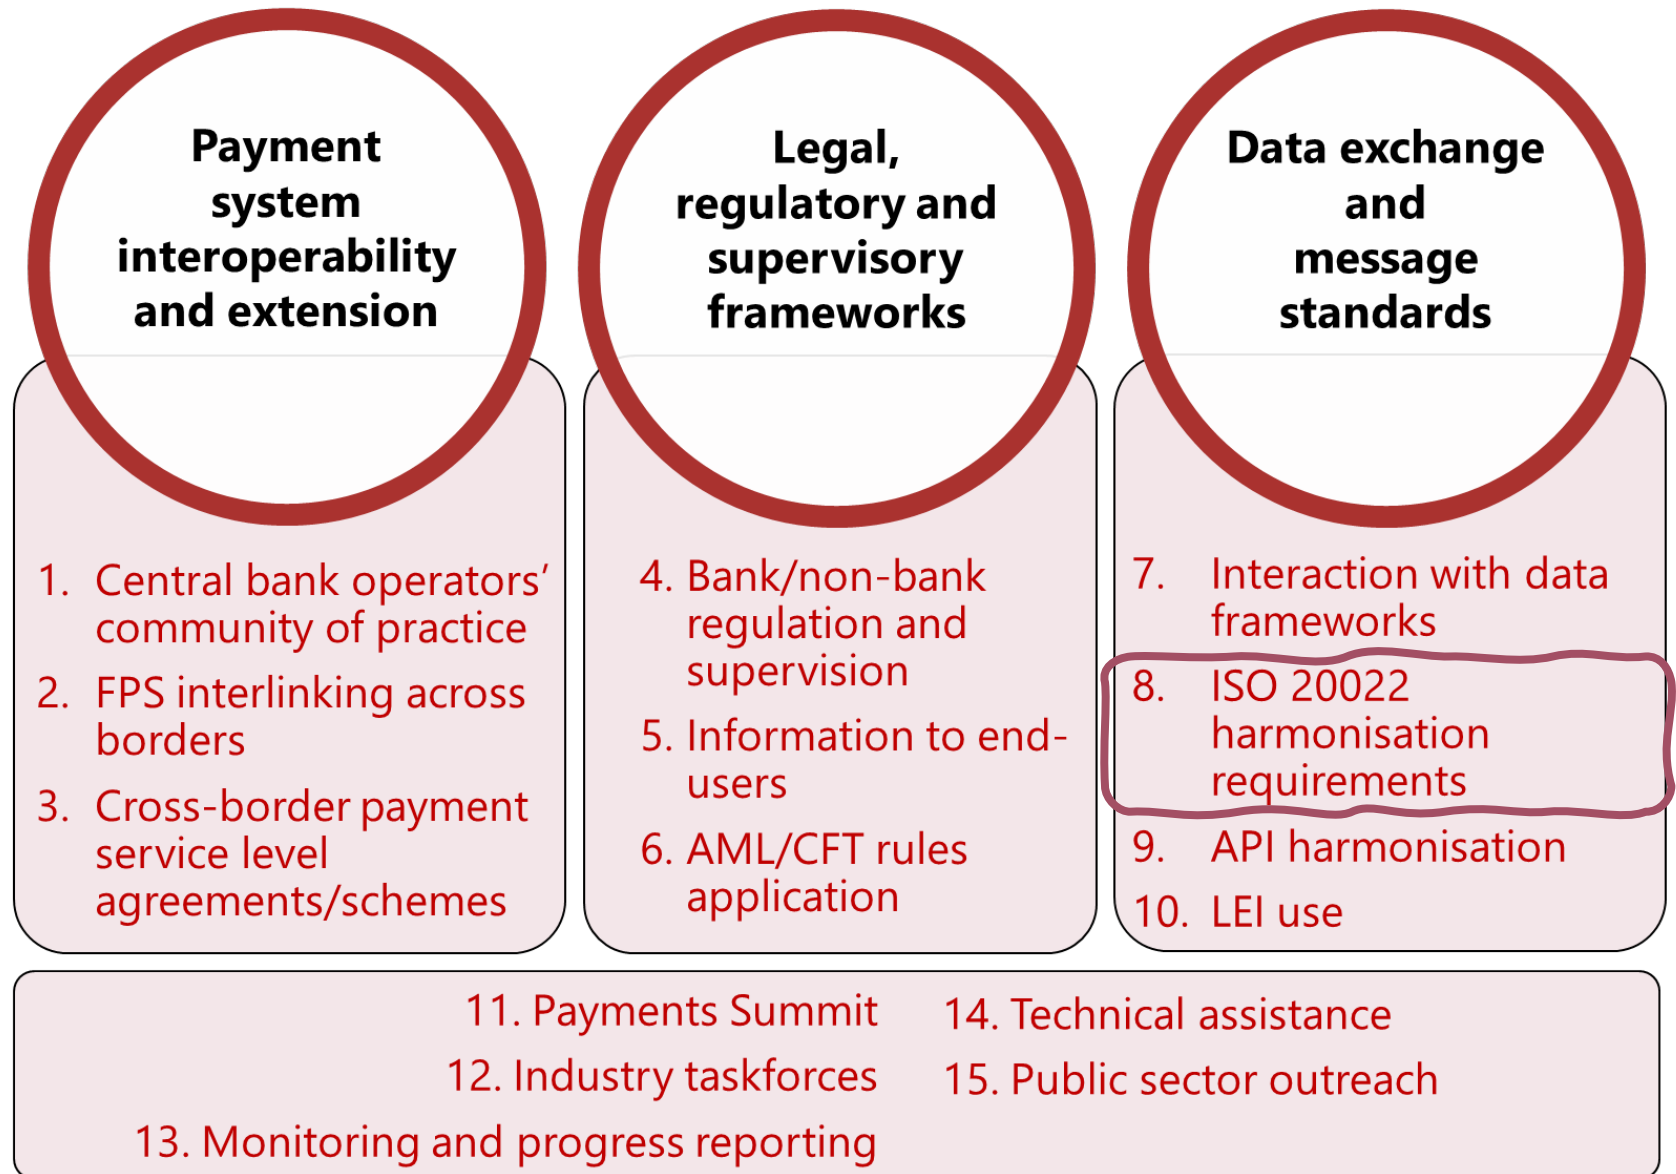 Payment
system
interoperability
and extension
1. Central bank operators’
community of practice
2. FPS interlinking across
borders
3. Cross-border payment
service level
agreements/schemes
Legal,
regulatory and
supervisory
frameworks
4. Bank/non-bank
regulation and
supervision
5. Information to end-
users
6. AML/CFT rules
application
Data exchange
and
message
standards
7. Interaction with data
frameworks
8. ISO 20022
harmonisation
requirements
9. API harmonisation
10. LEI use
11. Payments Summit
12. Industry taskforces
13. Monitoring and progress reporting
14. Technical assistance
15. Public sector outreach